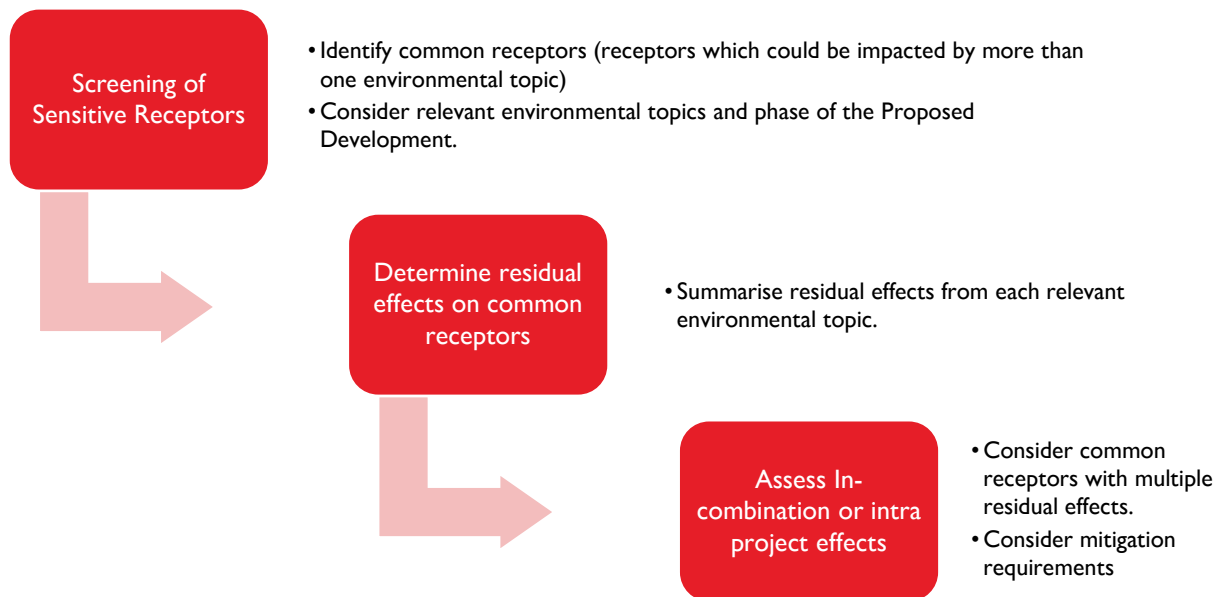 Screening of
Sensitive Receptors
• Identify common receptors (receptors which could be impacted by more than
one environmental topic)
• Consider relevant environmental topics and phase of the Proposed
Development.
Determine residual
effects on common
receptors
• Summarise residual effects from each relevant
environmental topic.
Assess In-
combination or intra
project effects
• Consider common
receptors with multiple
residual effects.
• Consider mitigation
requirements